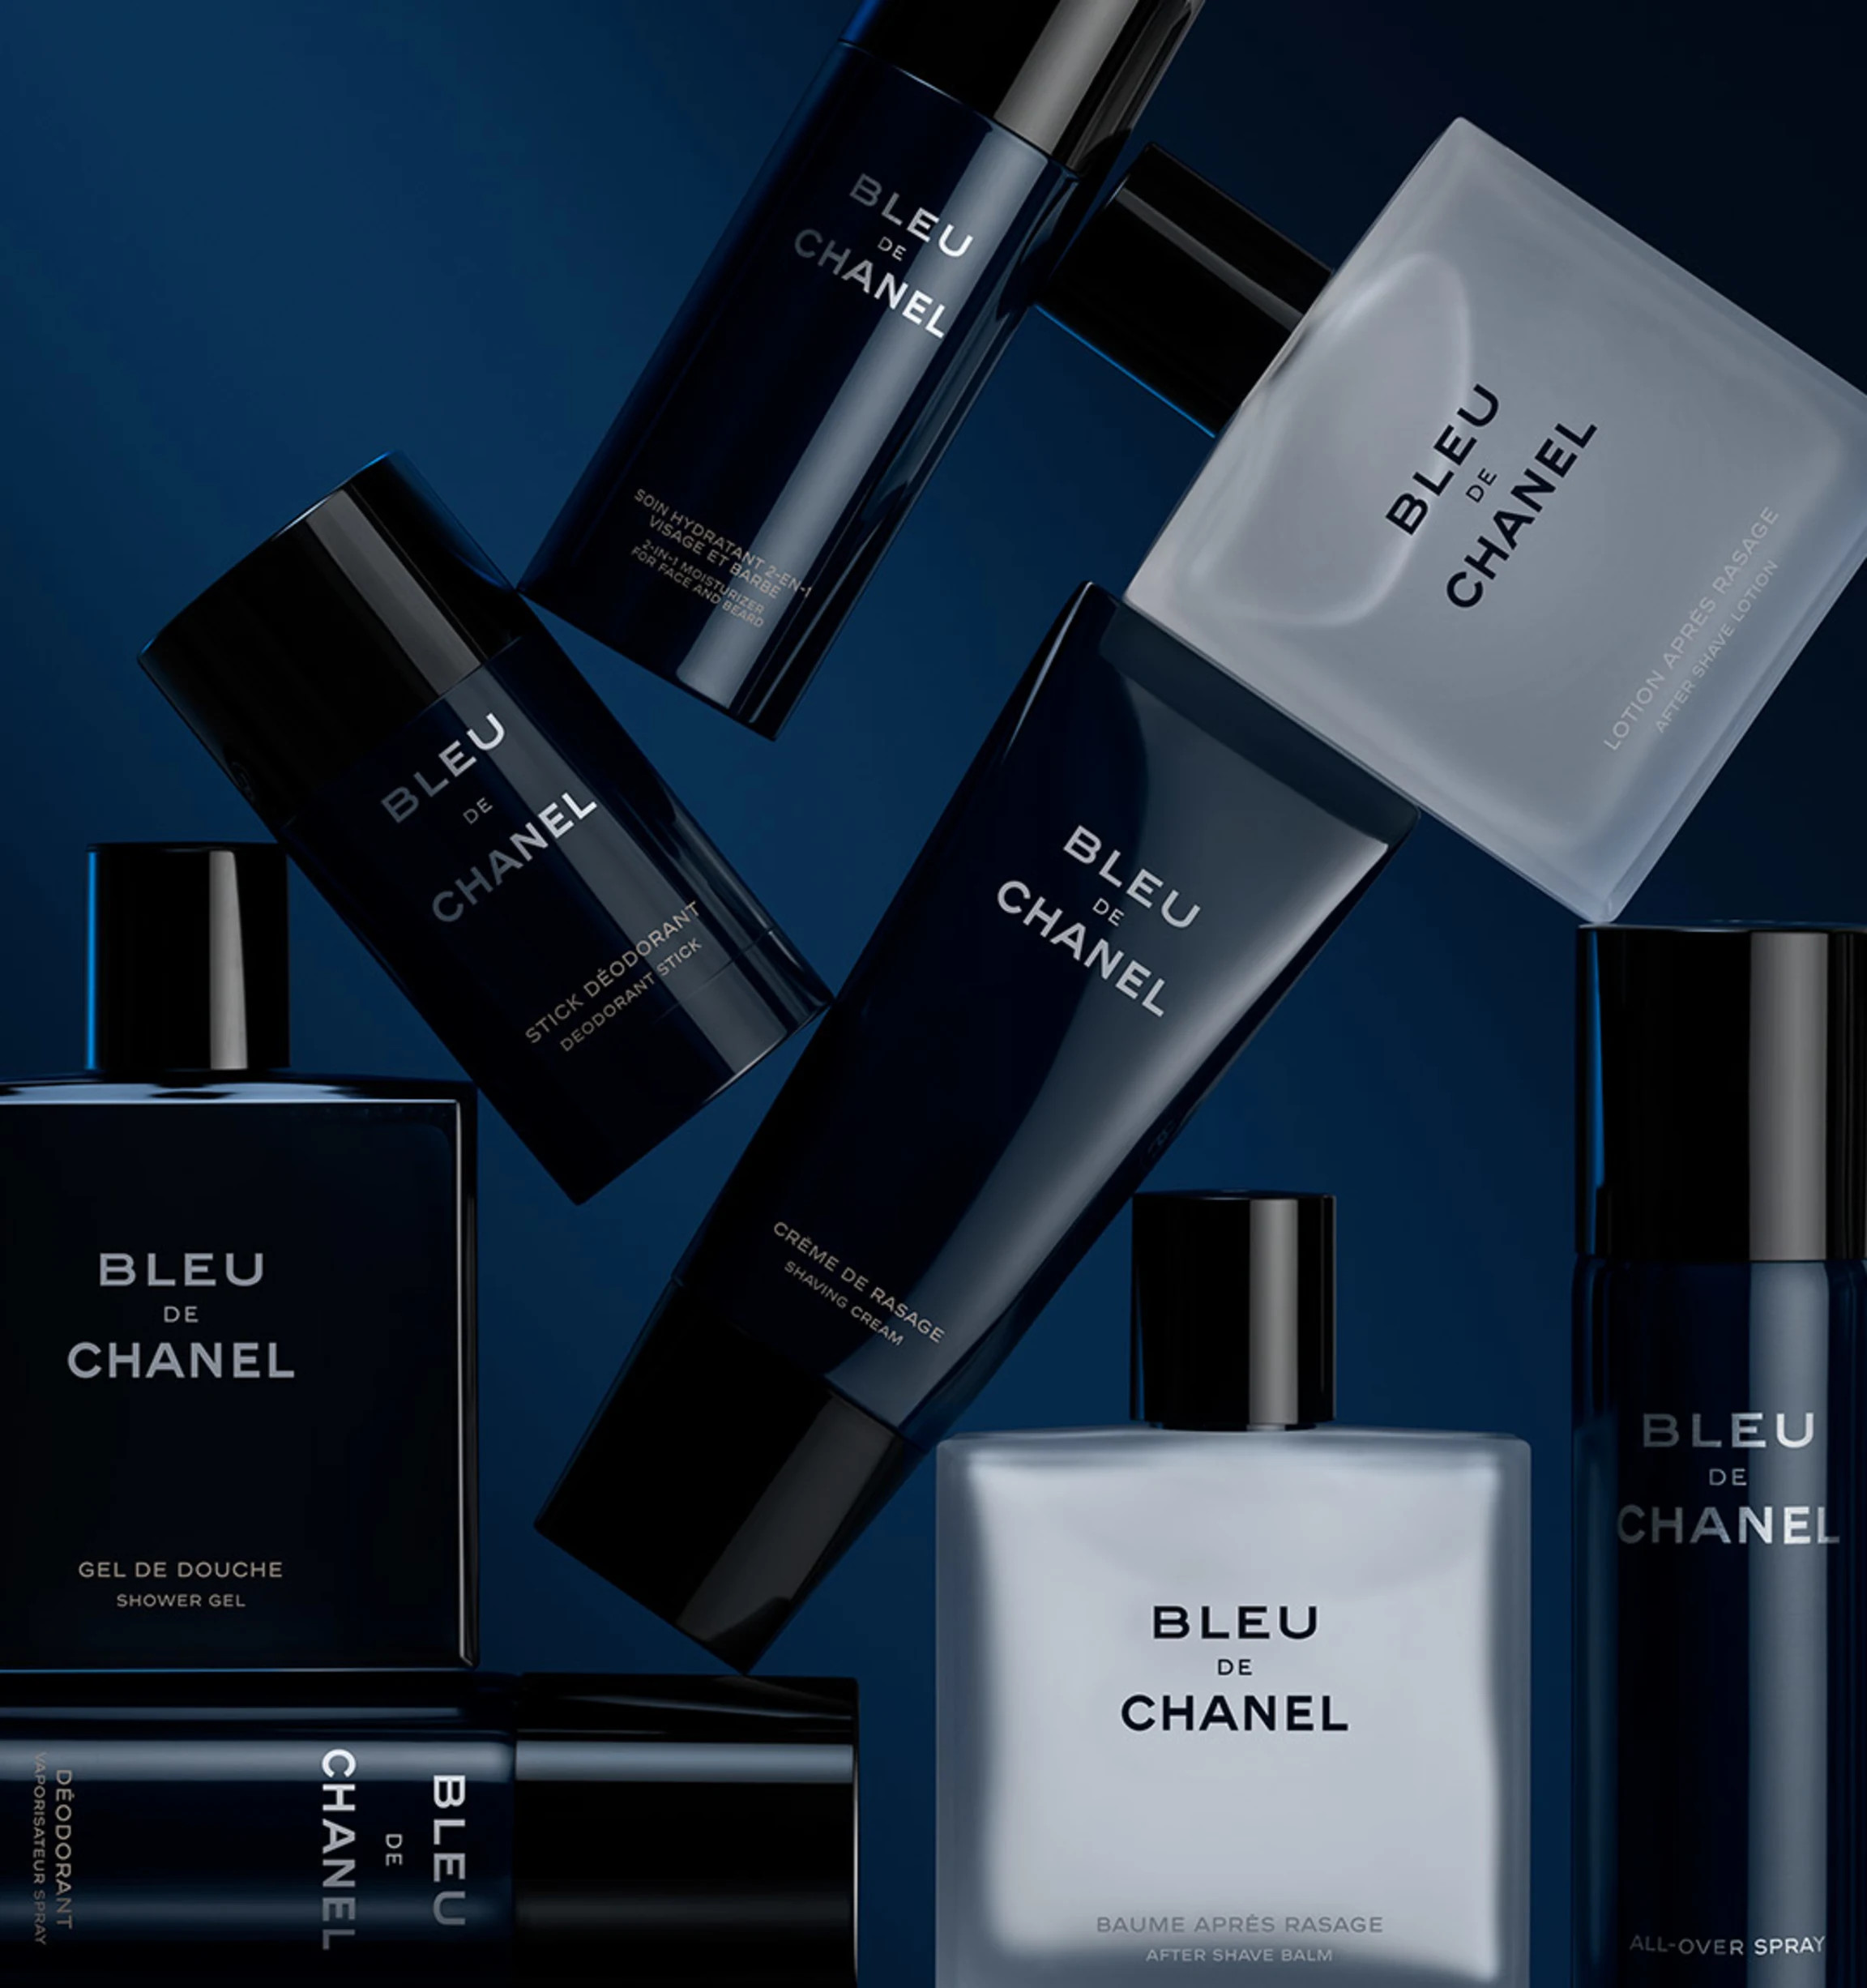 BLEU
DE
CHANEL
SOIN HYDRATANT 2-EN-1
VISAGE ET BARBE
2-IN-1 MOISTURIZER
FOR FACE AND BEARD
BLEU
DE
CHANEL
LOTION APRÈS RASAGE
AFTER SHAVE LOTION
BLEU
DE
CHANEL
STICK DÉODORANT
DEODORANT STICK
BLEU
DE
CHANEL
CRÈME DE RASAGE
SHAVING CREAM
BLEU
DE
CHANEL
GEL DE DOUCHE
SHOWER GEL
BLEU
DE
CHANEL
DÉODORANT
VAPORISATEUR SPRAY
BLEU
DE
CHANEL
BAUME APRÈS RASAGE
AFTER SHAVE BALM
BLEU
DE
CHANEL
ALL-OVER SPRAY